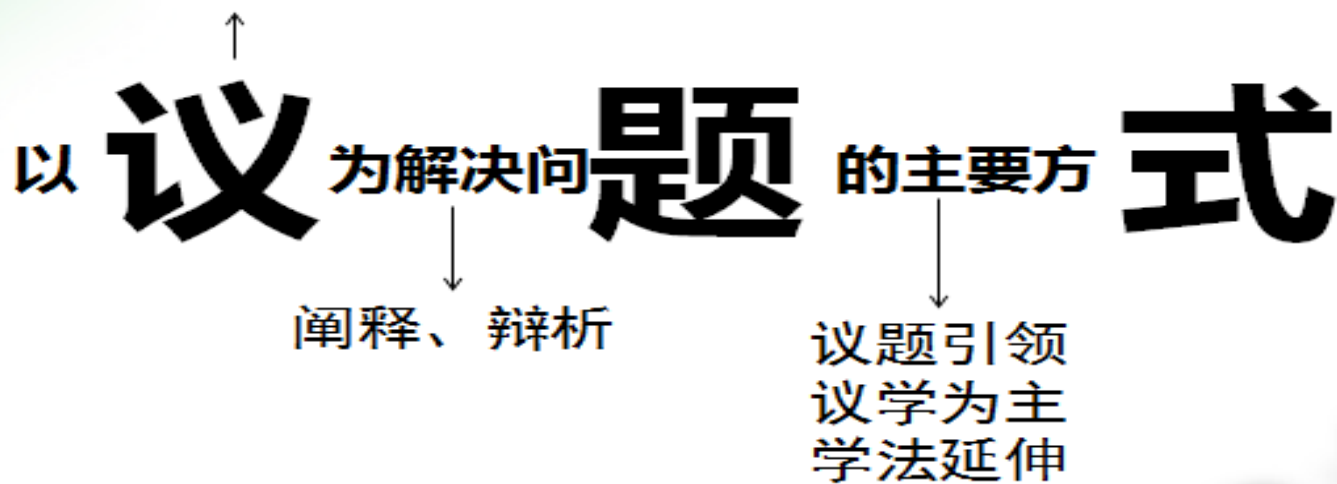 以议为解决问题的主要方式
阐释、辩析
议题引领
议学为主
学法延伸